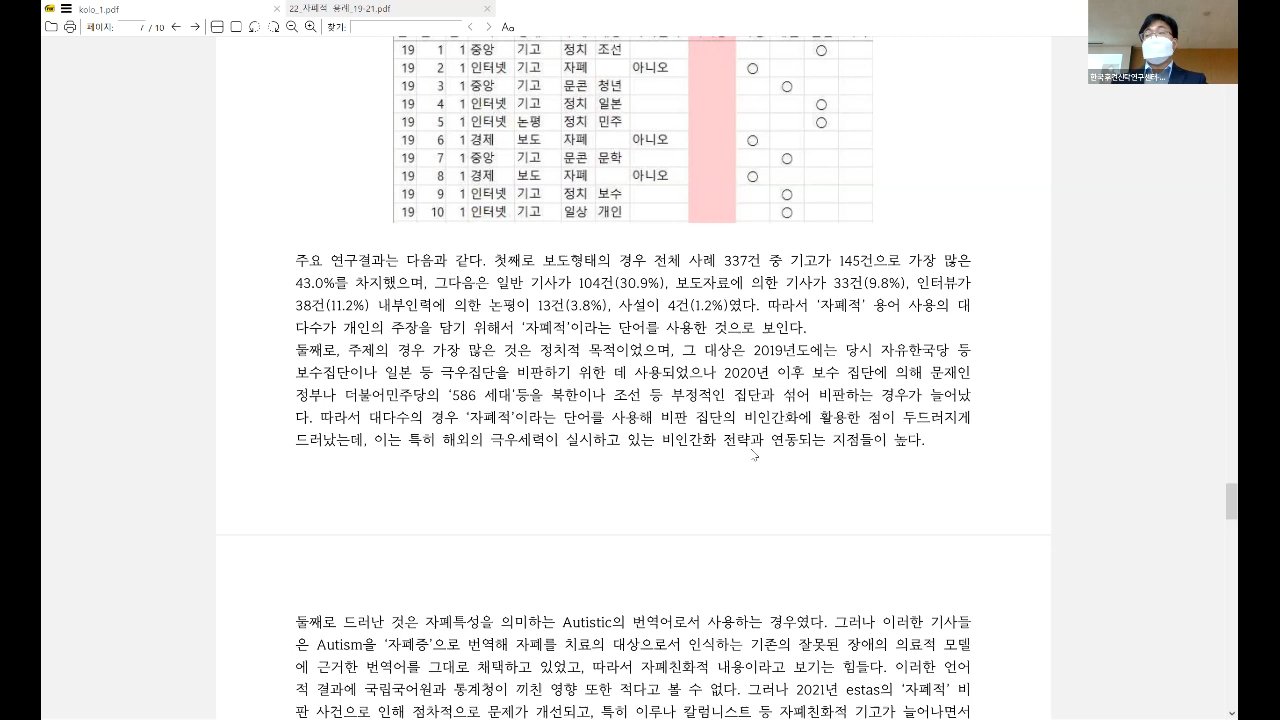 kolo_1.pdf
22_사폐적_용례_19-21.pdf
페이지: 7 / 10 찾기: Aa
19 1 1 중앙 기고 정치 조선 ○
19 2 1 인터넷 기고 자폐 아니오 ○
19 3 1 중앙 기고 문콘 청년 ○
19 4 1 인터넷 기고 정치 일본 ○
19 5 1 인터넷 논평 정치 민주 ○
19 6 1 경제 보도 자폐 아니오 ○
19 7 1 중앙 기고 문콘 문학 ○
19 8 1 경제 보도 자폐 아니오 ○
19 9 1 인터넷 기고 정치 보수 ○
19 10 1 인터넷 기고 일상 개인 ○
한국후견신탁연구센터-...
주요 연구결과는 다음과 같다. 첫째로 보도형태의 경우 전체 사례 337건 중 기고가 145건으로 가장 많은
43.0%를 차지했으며, 그다음은 일반 기사가 104건(30.9%), 보도자료에 의한 기사가 33건(9.8%), 인터뷰가
38건(11.2%) 내부인력에 의한 논평이 13건(3.8%), 사설이 4건(1.2%)였다. 따라서 ‘자폐적’ 용어 사용의 대
다수가 개인의 주장을 담기 위해서 ‘자폐적’이라는 단어를 사용한 것으로 보인다.
둘째로, 주제의 경우 가장 많은 것은 정치적 목적이었으며, 그 대상은 2019년도에는 당시 자유한국당 등
보수집단이나 일본 등 극우집단을 비판하기 위한 데 사용되었으나 2020년 이후 보수 집단에 의해 문재인
정부나 더불어민주당의 ‘586 세대’등을 북한이나 조선 등 부정적인 집단과 섞어 비판하는 경우가 늘어났
다. 따라서 대다수의 경우 ‘자폐적’이라는 단어를 사용해 비판 집단의 비인간화에 활용한 점이 두드러지게
드러났는데, 이는 특히 해외의 극우세력이 실시하고 있는 비인간화 전략과 연동되는 지점들이 높다.
둘째로 드러난 것은 자폐특성을 의미하는 Autistic의 번역어로서 사용하는 경우였다. 그러나 이러한 기사들
은 Autism을 ‘자폐증’으로 번역해 자폐를 치료의 대상으로서 인식하는 기존의 잘못된 장애의 의료적 모델
에 근거한 번역어를 그대로 채택하고 있었고, 따라서 자폐친화적 내용이라고 보기는 힘들다. 이러한 언어
적 결과에 국립국어원과 통계청이 끼친 영향 또한 적다고 볼 수 없다. 그러나 2021년 estas의 ‘자폐적’ 비
판 사건으로 인해 점차적으로 문제가 개선되고, 특히 이루나 칼럼니스트 등 자폐친화적 기고가 늘어나면서